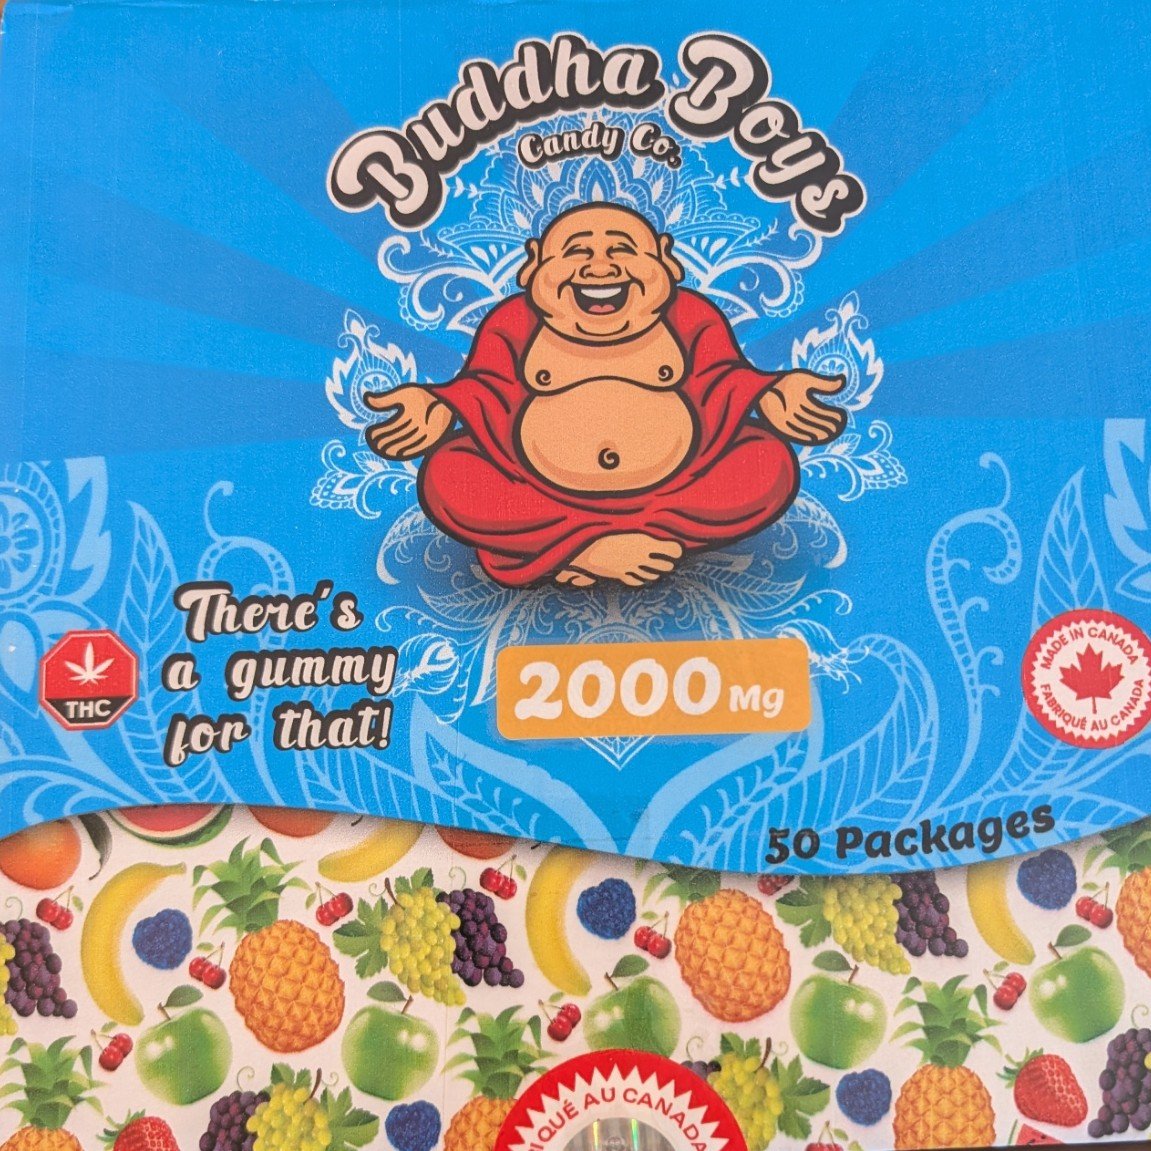 Buddha Boys
Candy Co.
There's
a gummy
for that!
THC
2000 Mg
MADE IN CANADA
FABRIQUÉ AU CANADA
50 Packages
AU CANADA